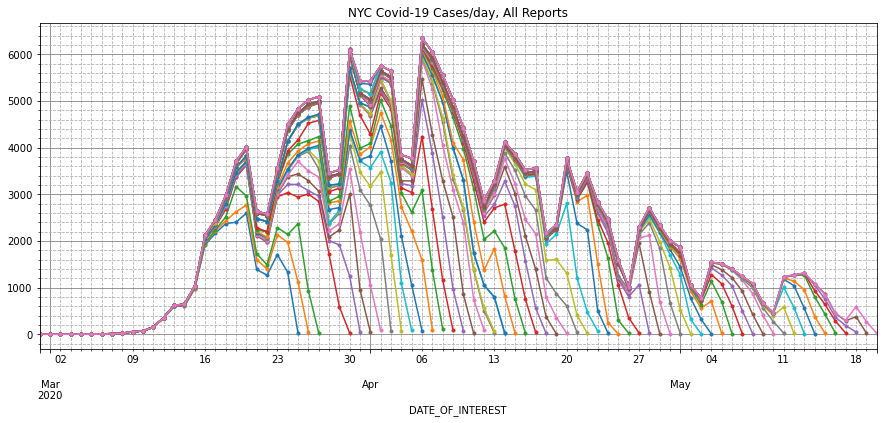 NYC Covid-19 Cases/day, All Reports
6000
5000
4000
3000
2000
1000
0
02 09 16 23 30 06 13 20 27 04 11 18
Mar Apr May
2020
DATE_OF_INTEREST